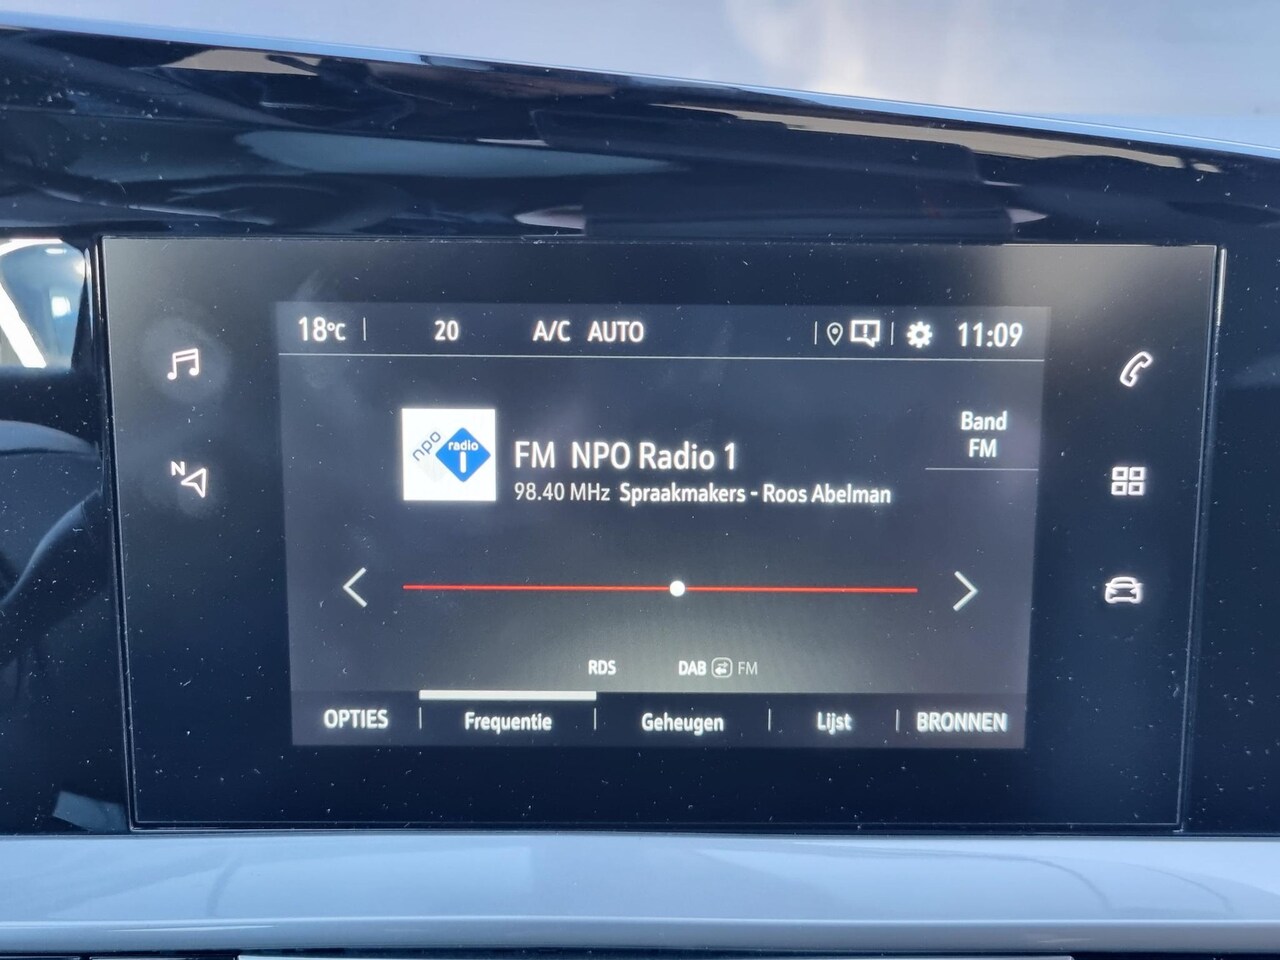 18°C 20 A/C AUTO 11:09
Band
FM
npo radio 1
FM NPO Radio 1
98.40 MHz Spraakmakers - Roos Abelman
N
RDS DAB FM
OPTIES Frequentie Geheugen Lijst BRONNEN